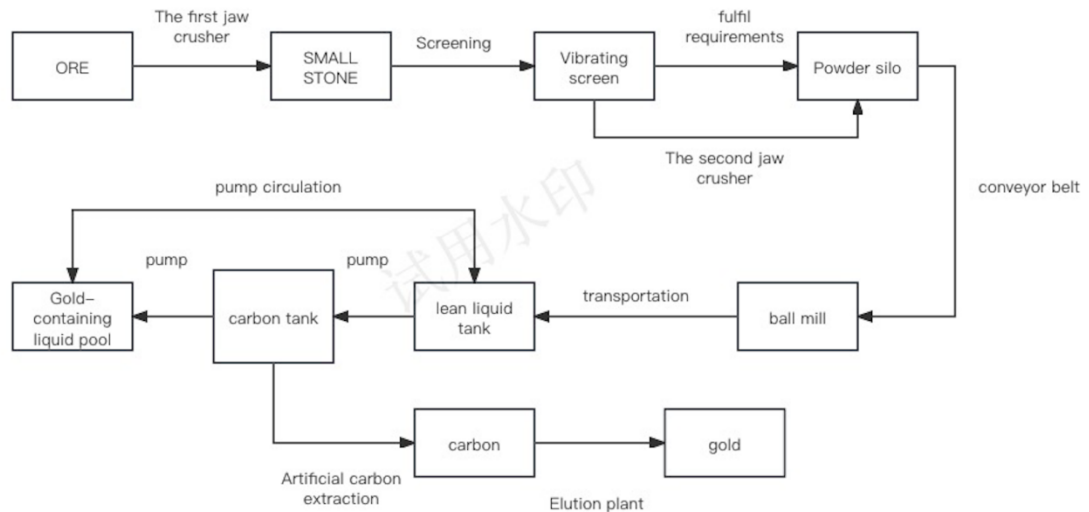 The first jaw
crusher
Screening
fulfil
requirements
ORE
SMALL
STONE
Vibrating
screen
Powder silo
The second jaw
crusher
conveyor belt
pump circulation
试用水印
pump
pump
transportation
Gold-
containing
liquid pool
carbon tank
lean liquid
tank
ball mill
carbon
gold
Artificial carbon
extraction
Elution plant